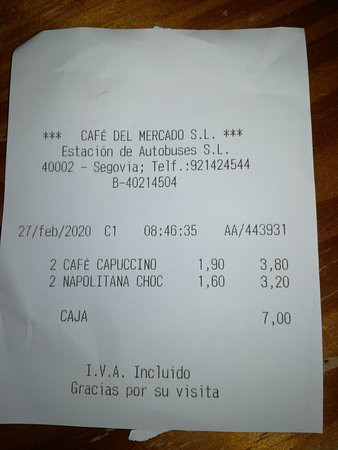 *** CAFÉ DEL MERCADO S.L. ***
Estación de Autobuses S.L.
40002 - Segovia; Telf.:921424544
B-40214504
27/feb/2020 C1 08:46:35 AA/443931
2 CAFÉ CAPUCCINO 1,90 3,80
2 NAPOLITANA CHOC 1,60 3,20
CAJA 7,00
I.V.A. Incluido
Gracias por su visita